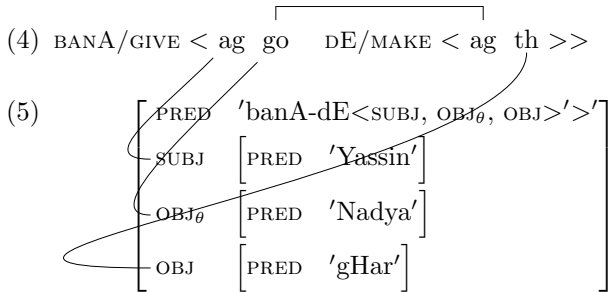 (4) BANA/GIVE < ag go DE/MAKE < ag th >>
(5) PRED ′banA-dE<SUBJ, OBJθ, OBJ>′>′
SUBJ [PRED ′Yassin′]
OBJθ [PRED ′Nadya′]
OBJ [PRED ′gHar′]